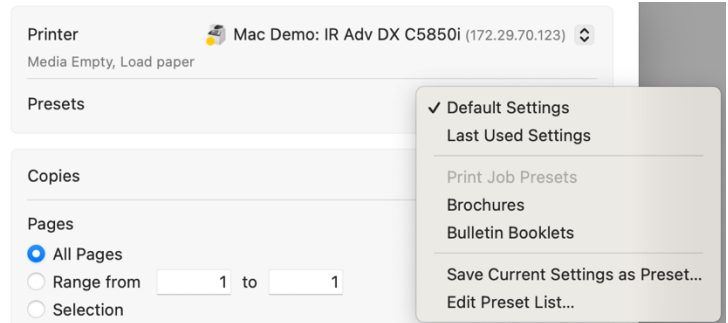 Printer Mac Demo: IR Adv DX C5850i (172.29.70.123)
Media Empty, Load paper
Presets
✓ Default Settings
Last Used Settings
Print Job Presets
Brochures
Bulletin Booklets
Save Current Settings as Preset...
Edit Preset List...
Copies
Pages
All Pages
Range from 1 to 1
Selection